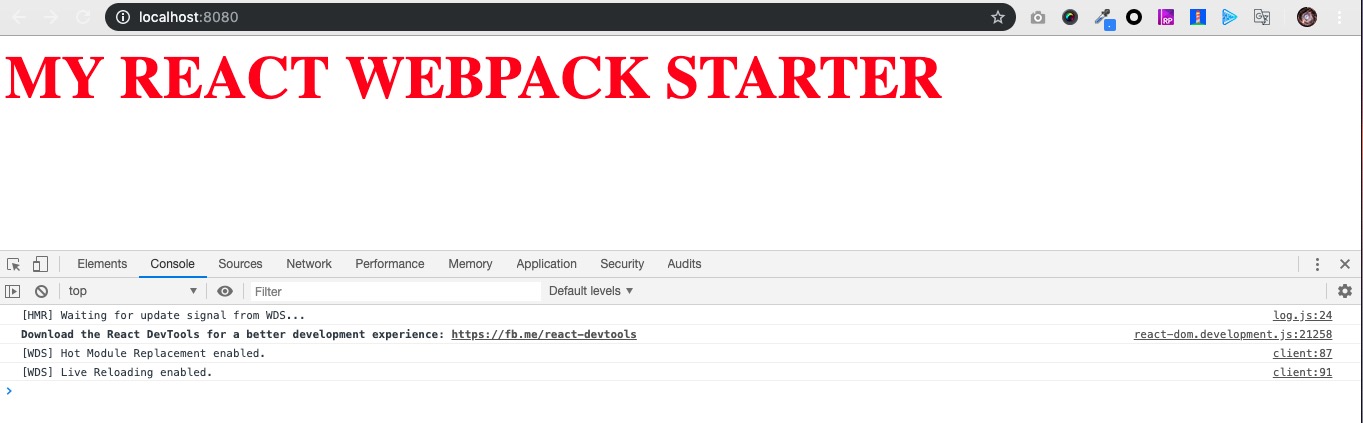 localhost:8080
RP
MY REACT WEBPACK STARTER
Elements Console Sources Network Performance Memory Application Security Audits
top Filter Default levels
[HMR] Waiting for update signal from WDS... log.js:24
Download the React DevTools for a better development experience: https://fb.me/react-devtools react-dom.development.js:21258
[WDS] Hot Module Replacement enabled. client:87
[WDS] Live Reloading enabled. client:91